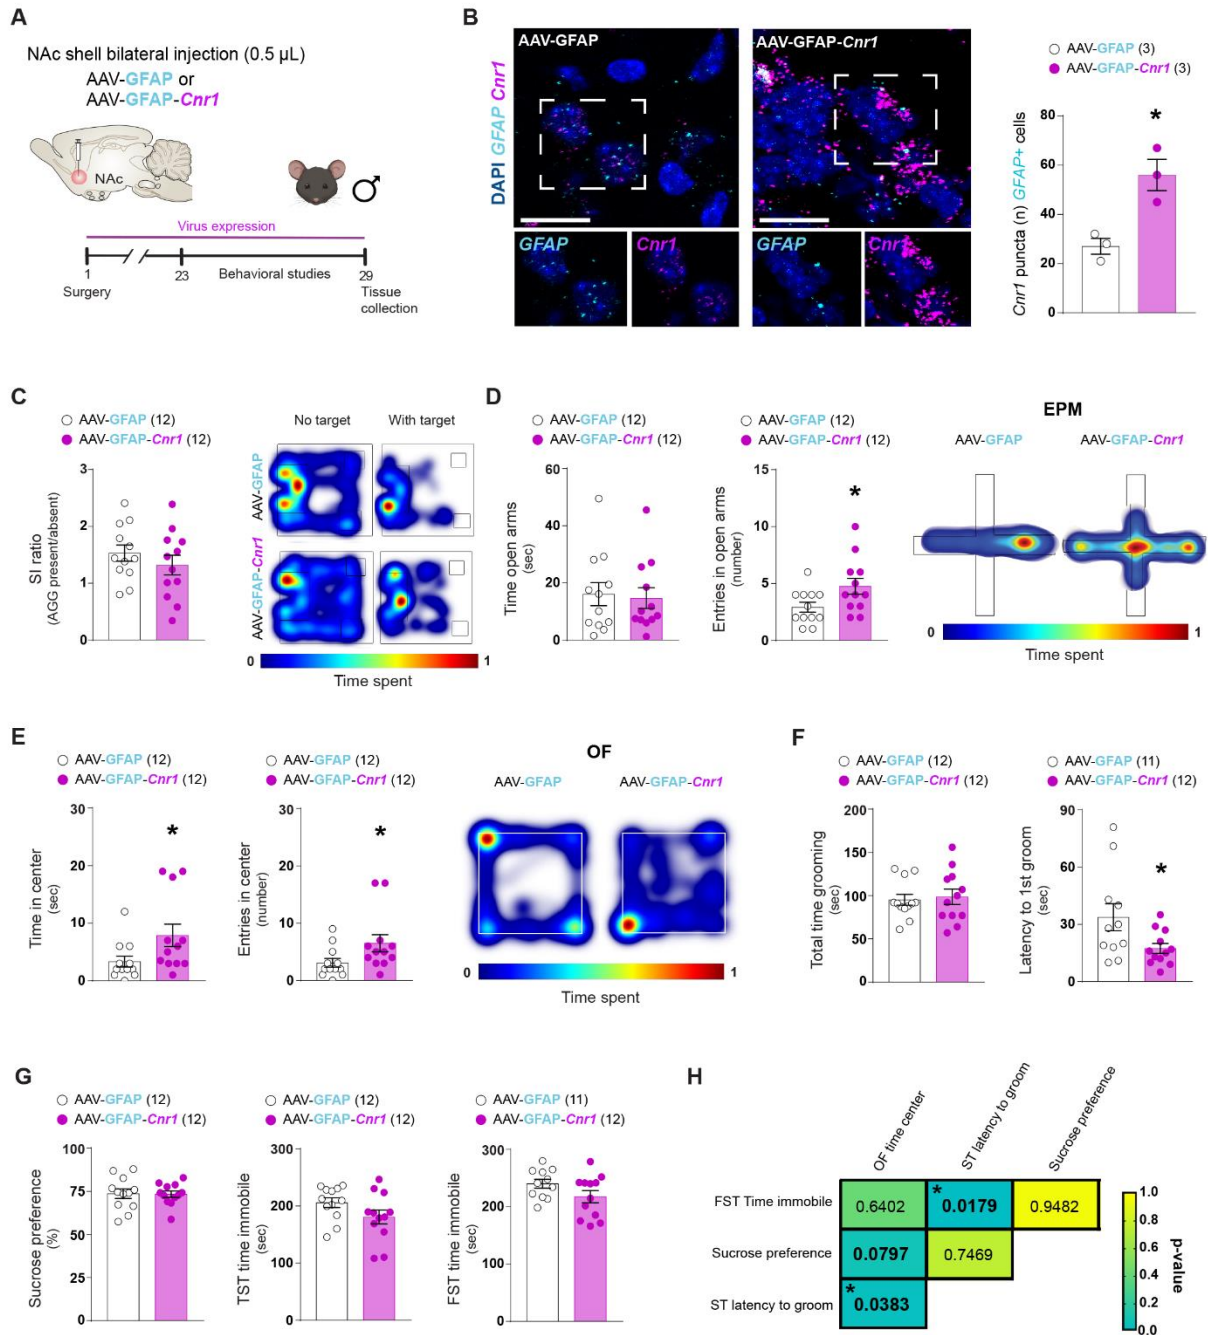 A
NAc shell bilateral injection (0.5 µL)
AAV-GFAP or
AAV-GFAP-Cnr1
NAc
Virus expression
1
23
29
Surgery
Behavioral studies
Tissue
collection
B
DAPI GFAP Cnr1
AAV-GFAP
AAV-GFAP-Cnr1
GFAP
Cnr1
GFAP
Cnr1
AAV-GFAP (3)
AAV-GFAP-Cnr1 (3)
Cnr1 puncta (n) GFAP+ cells
80
60
40
20
0
*
C
AAV-GFAP (12)
AAV-GFAP-Cnr1 (12)
SI ratio
(AGG present/absent)
3
2
1
0
No target
With target
AAV-GFAP
AAV-GFAP-Cnr1
0
1
Time spent
D
AAV-GFAP (12)
AAV-GFAP-Cnr1 (12)
Time open arms
(sec)
60
40
20
0
AAV-GFAP (12)
AAV-GFAP-Cnr1 (12)
Entries in open arms
(number)
15
10
5
0
*
EPM
AAV-GFAP
AAV-GFAP-Cnr1
0
1
Time spent
E
AAV-GFAP (12)
AAV-GFAP-Cnr1 (12)
Time in center
(sec)
30
20
10
0
*
AAV-GFAP (12)
AAV-GFAP-Cnr1 (12)
Entries in center
(number)
30
20
10
0
*
OF
AAV-GFAP
AAV-GFAP-Cnr1
0
1
Time spent
F
AAV-GFAP (12)
AAV-GFAP-Cnr1 (12)
Total time grooming
(sec)
200
150
100
50
0
AAV-GFAP (11)
AAV-GFAP-Cnr1 (12)
Latency to 1st groom
(sec)
90
60
30
0
*
G
AAV-GFAP (12)
AAV-GFAP-Cnr1 (12)
Sucrose preference
(%)
100
75
50
25
0
AAV-GFAP (12)
AAV-GFAP-Cnr1 (12)
TST time immobile
(sec)
300
200
100
0
AAV-GFAP (11)
AAV-GFAP-Cnr1 (12)
FST time immobile
(sec)
300
200
100
0
H
OF time center
ST latency to groom
Sucrose preference
FST Time immobile
0.6402
* 0.0179
0.9482
Sucrose preference
0.0797
0.7469
ST latency to groom
* 0.0383
1.0
0.8
0.6
0.4
0.2
0.0
p-value